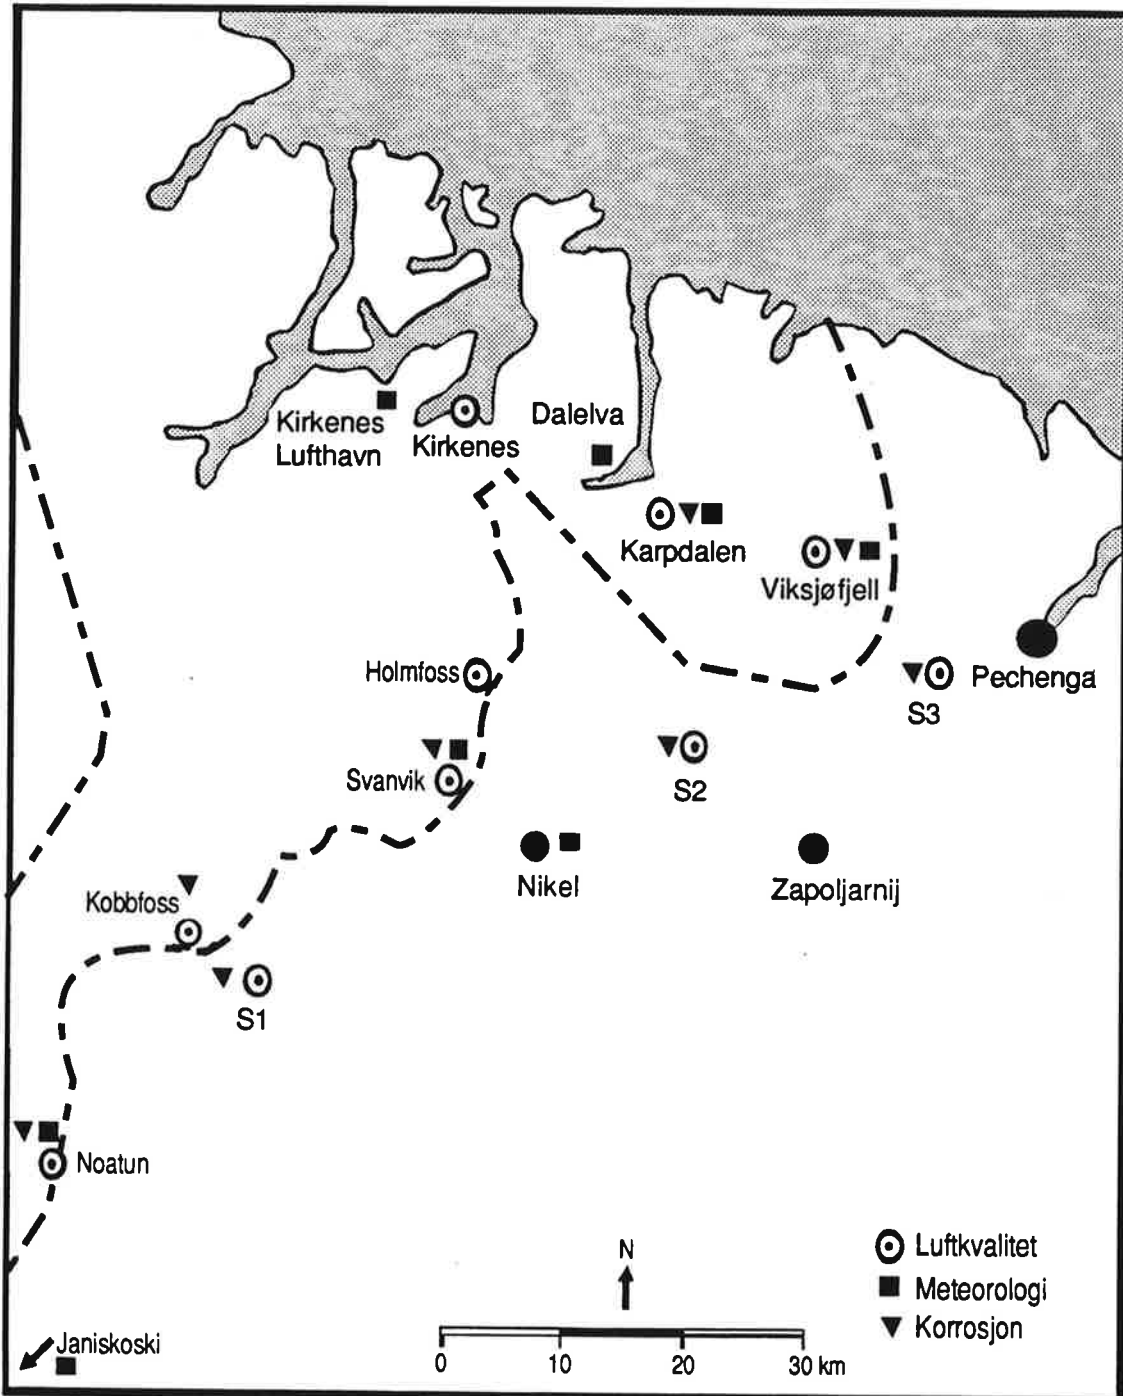 Kirkenes
Lufthavn
Kirkenes
Dalelva
Karpdalen
Viksjøfjell
Holmfoss
Pechenga
S3
Svanvik
S2
Nikel
Zapoljarnij
Kobbfoss
S1
Noatun
N
Luftkvalitet
Meteorologi
Korrosjon
Janiskoski
0 10 20 30 km